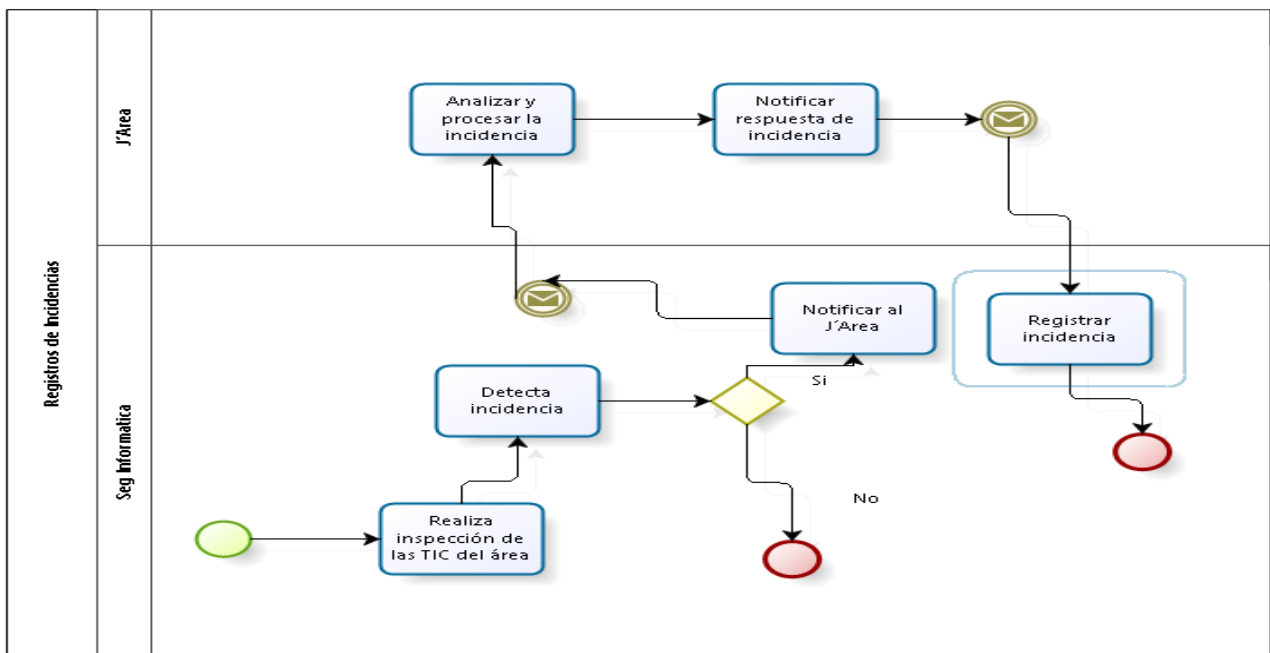 Registros de Incidencias
J´Area
Analizar y
procesar la
incidencia
Notificar
respuesta de
incidencia
Seg Informatica
Notificar al
J´Area
Registrar
incidencia
Si
Detecta
incidencia
No
Realiza
inspección de
las TIC del área